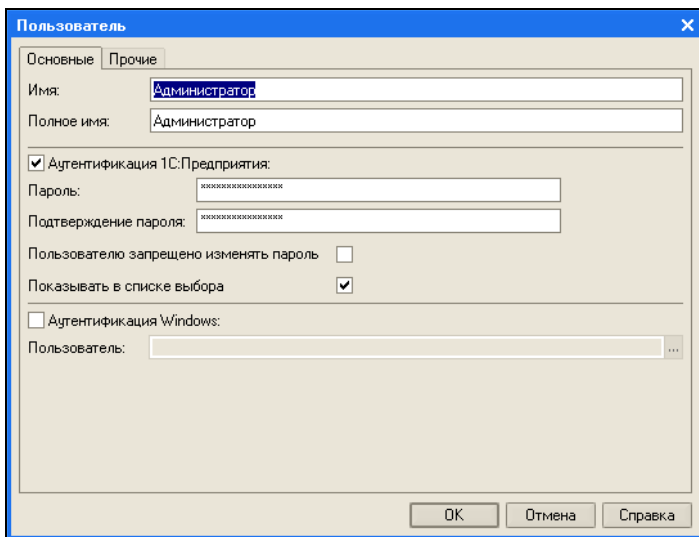 Пользователь
Основные Прочие
Имя: Администратор
Полное имя: Администратор
Аутентификация 1С:Предприятия:
Пароль: ****************
Подтверждение пароля: ****************
Пользователю запрещено изменять пароль
Показывать в списке выбора
Аутентификация Windows:
Пользователь: ...
OK Отмена Справка